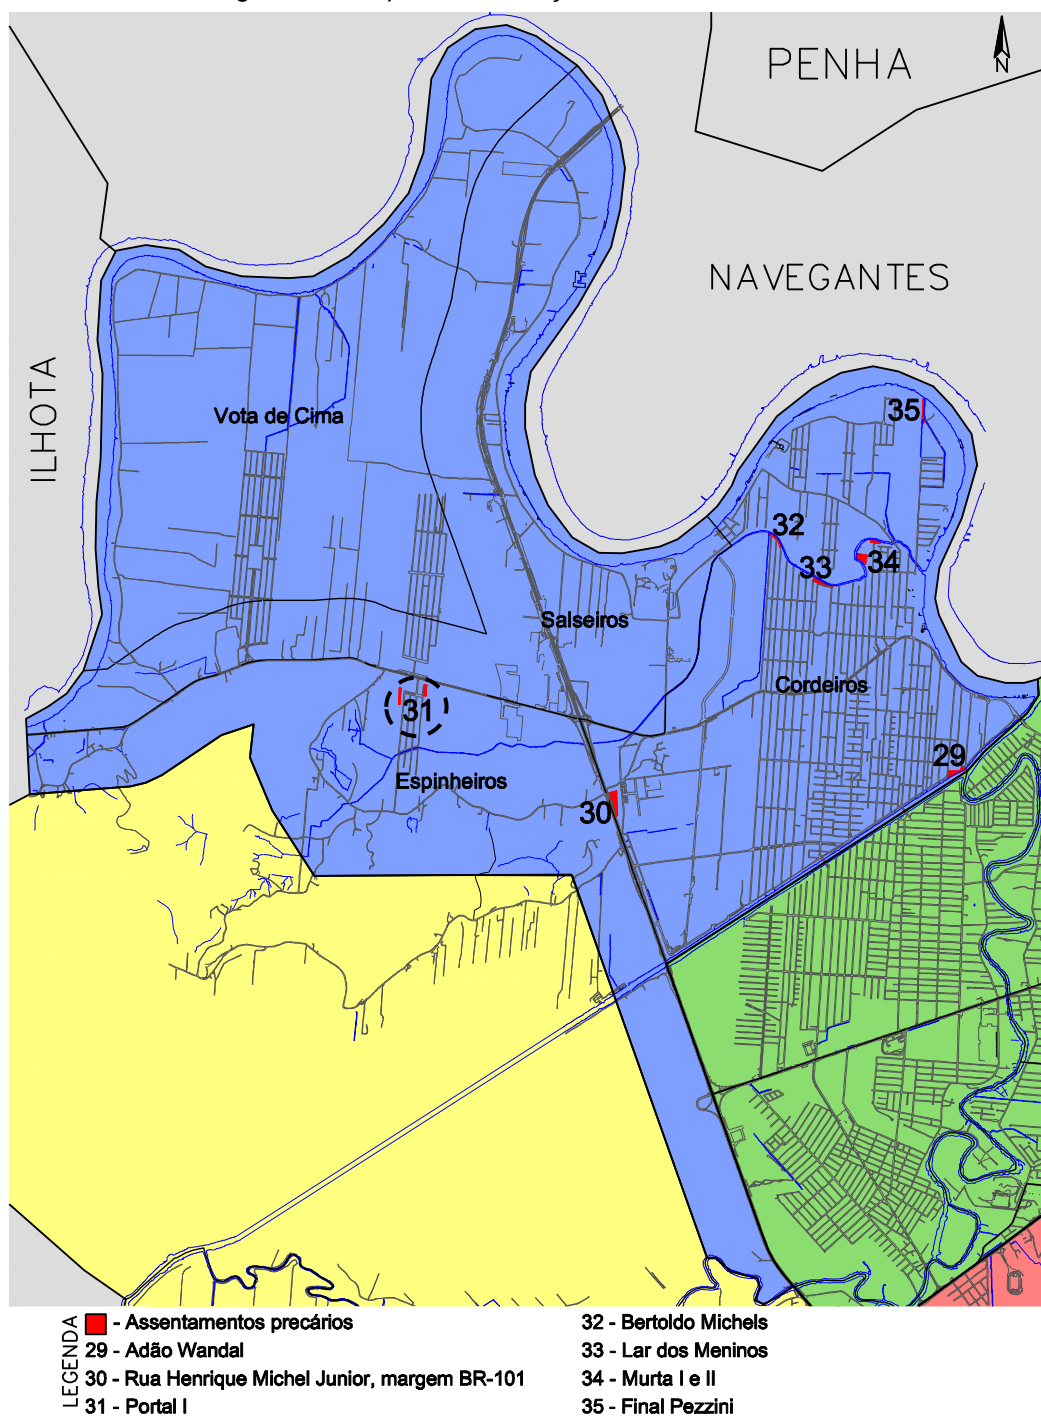 PENHA
N
NAVEGANTES
ILHOTA
Vota de Cima
35
32
33
34
Salseiros
Cordeiros
31
29
Espinheiros
30
LEGENDA
- Assentamentos precários
29 - Adão Wandal
30 - Rua Henrique Michel Junior, margem BR-101
31 - Portal I
32 - Bertoldo Michels
33 - Lar dos Meninos
34 - Murta I e II
35 - Final Pezzini